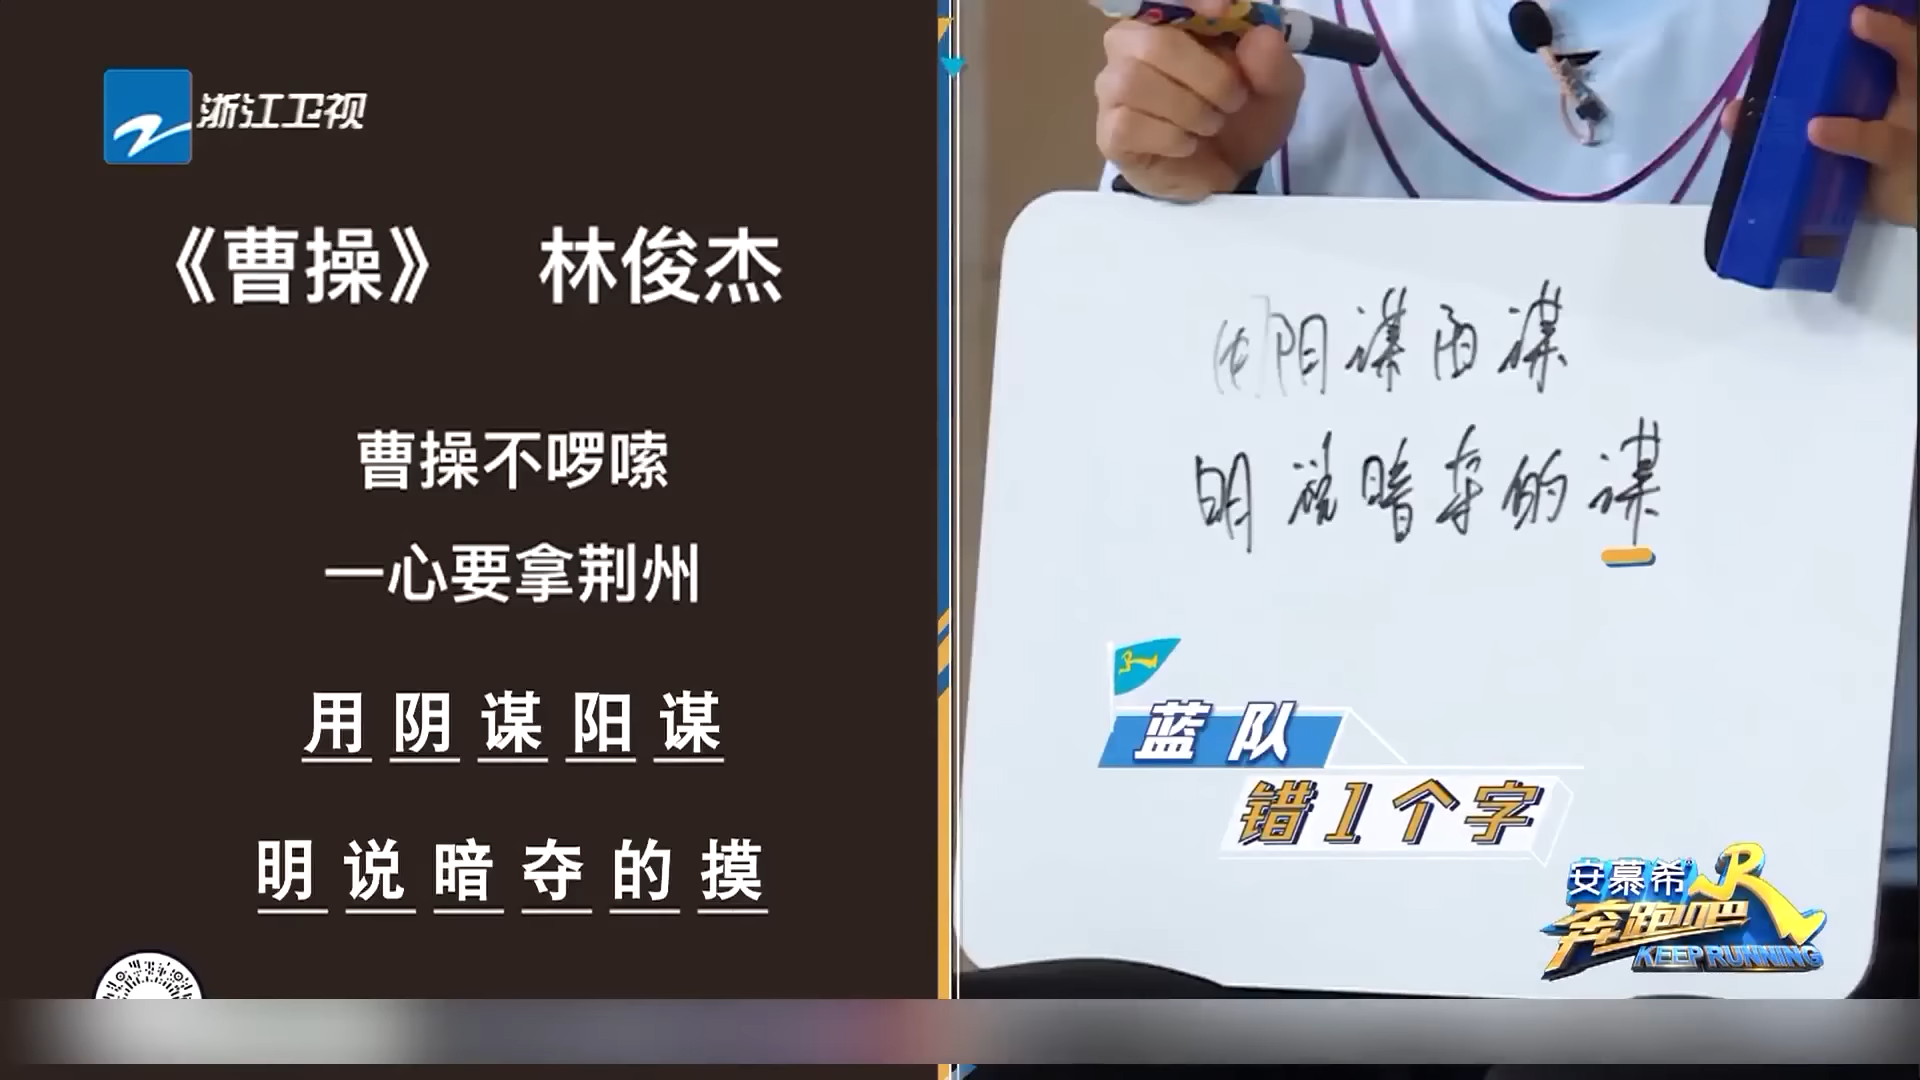 浙江卫视
《曹操》 林俊杰
曹操不啰嗦
一心要拿荆州
用阴谋阳谋
明说暗夺的摸
阳谋阳谋
明说暗夺的谋
蓝队
错1个字
安慕希
奔跑吧
KEEP RUNNING